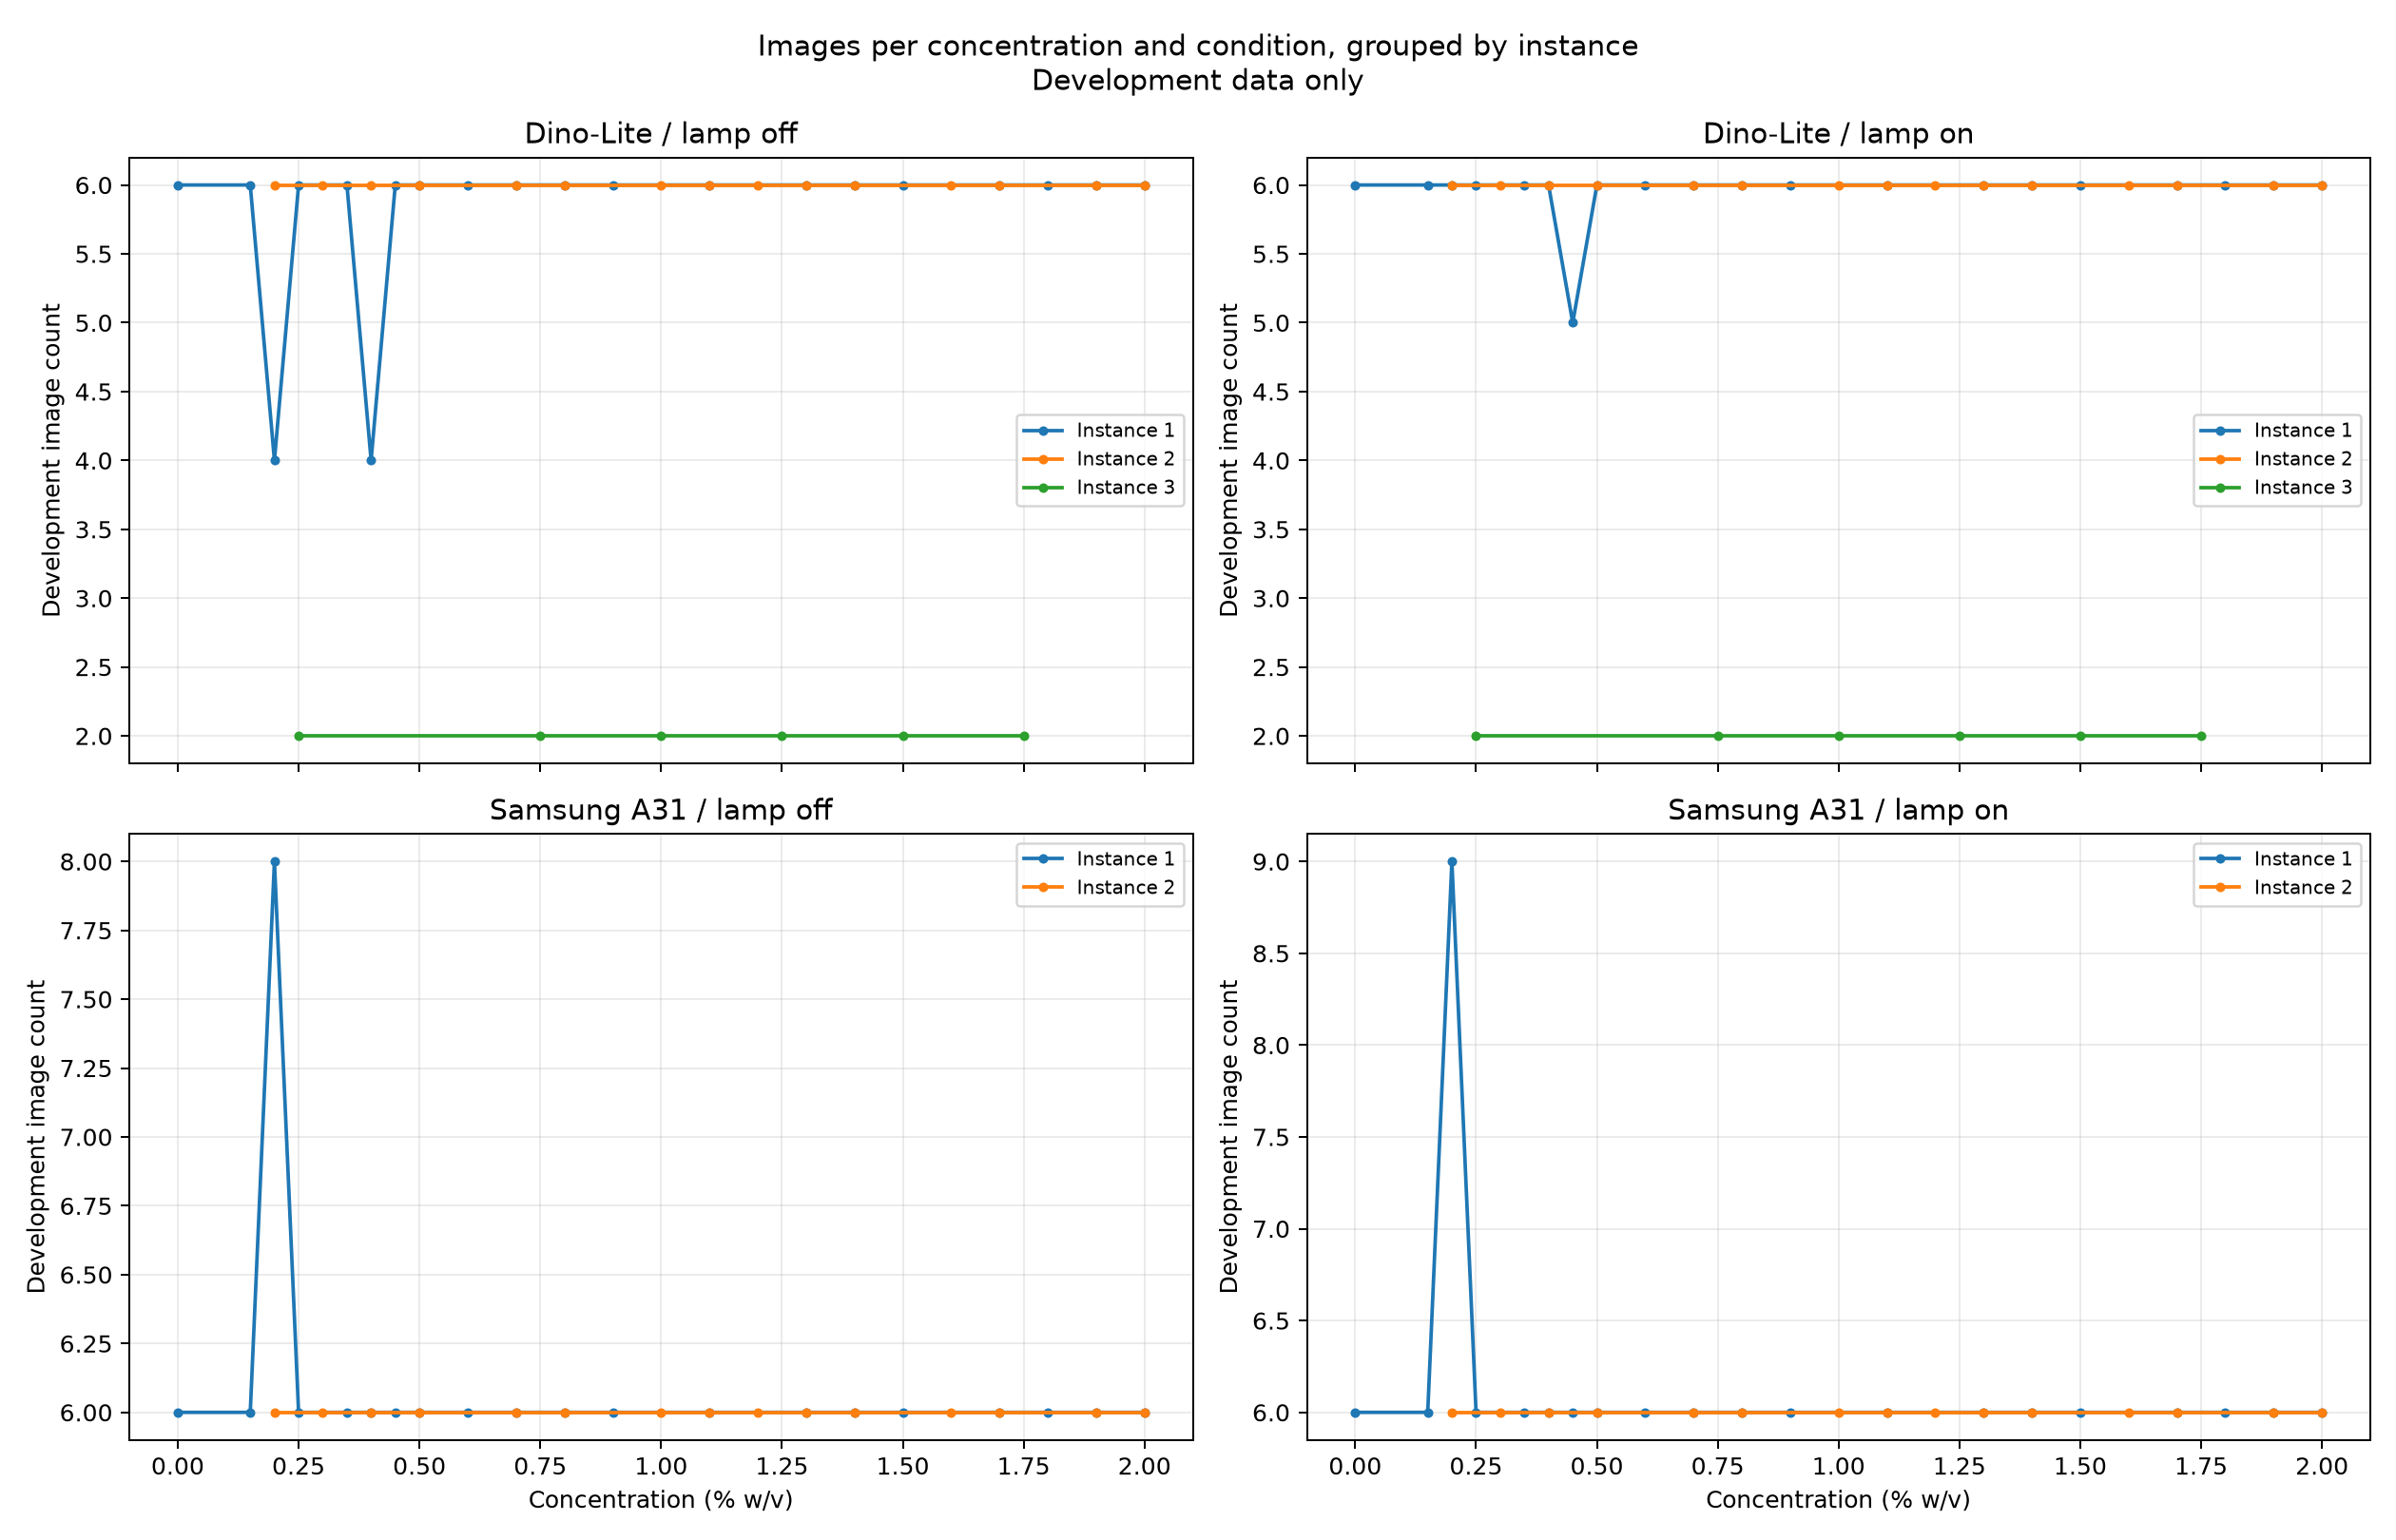 Images per concentration and condition, grouped by instance
Development data only
Dino-Lite / lamp off
Development image count
6.0
5.5
5.0
4.5
4.0
3.5
3.0
2.5
2.0
Instance 1
Instance 2
Instance 3
Dino-Lite / lamp on
Development image count
6.0
5.5
5.0
4.5
4.0
3.5
3.0
2.5
2.0
Instance 1
Instance 2
Instance 3
Samsung A31 / lamp off
Development image count
8.00
7.75
7.50
7.25
7.00
6.75
6.50
6.25
6.00
Instance 1
Instance 2
0.00 0.25 0.50 0.75 1.00 1.25 1.50 1.75 2.00
Concentration (% w/v)
Samsung A31 / lamp on
Development image count
9.0
8.5
8.0
7.5
7.0
6.5
6.0
Instance 1
Instance 2
0.00 0.25 0.50 0.75 1.00 1.25 1.50 1.75 2.00
Concentration (% w/v)